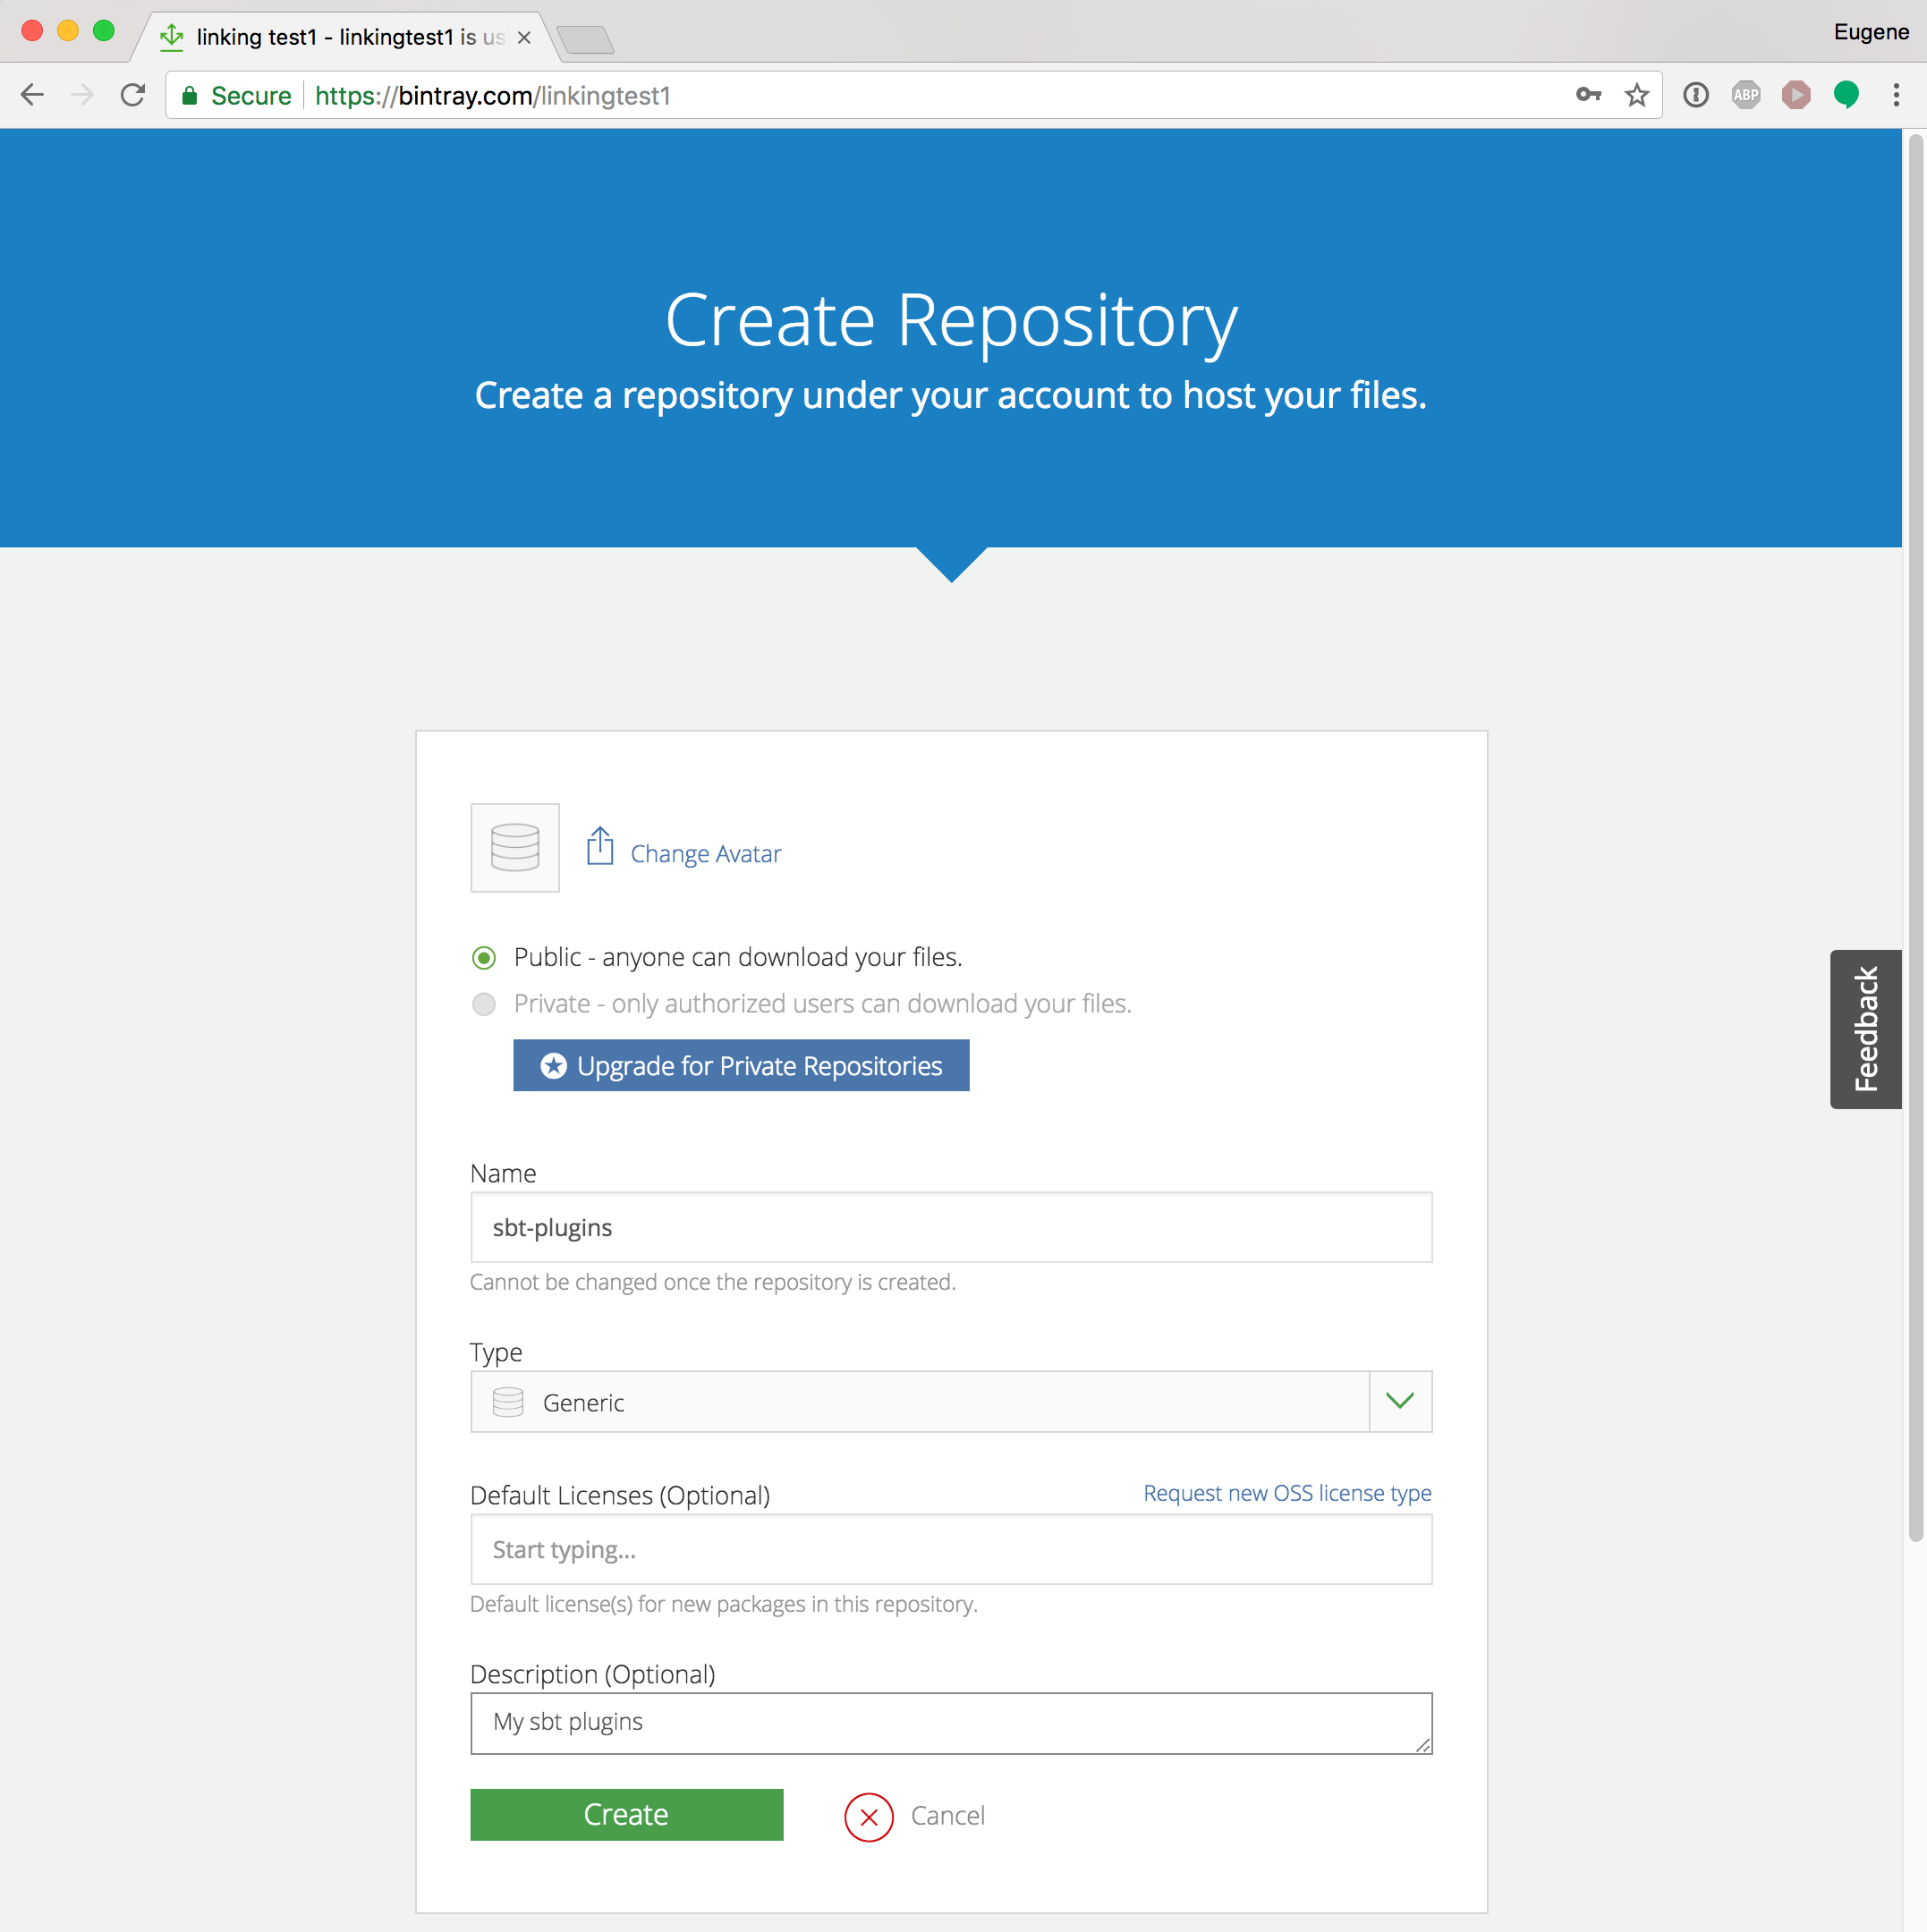 linking test1 - linkingtest1 is us
Eugene
Secure https://bintray.com/linkingtest1
ABP
Create Repository
Create a repository under your account to host your files.
Change Avatar
Public - anyone can download your files.
Private - only authorized users can download your files.
Upgrade for Private Repositories
Feedback
Name
sbt-plugins
Cannot be changed once the repository is created.
Type
Generic
Default Licenses (Optional) Request new OSS license type
Start typing...
Default license(s) for new packages in this repository.
Description (Optional)
My sbt plugins
Create Cancel